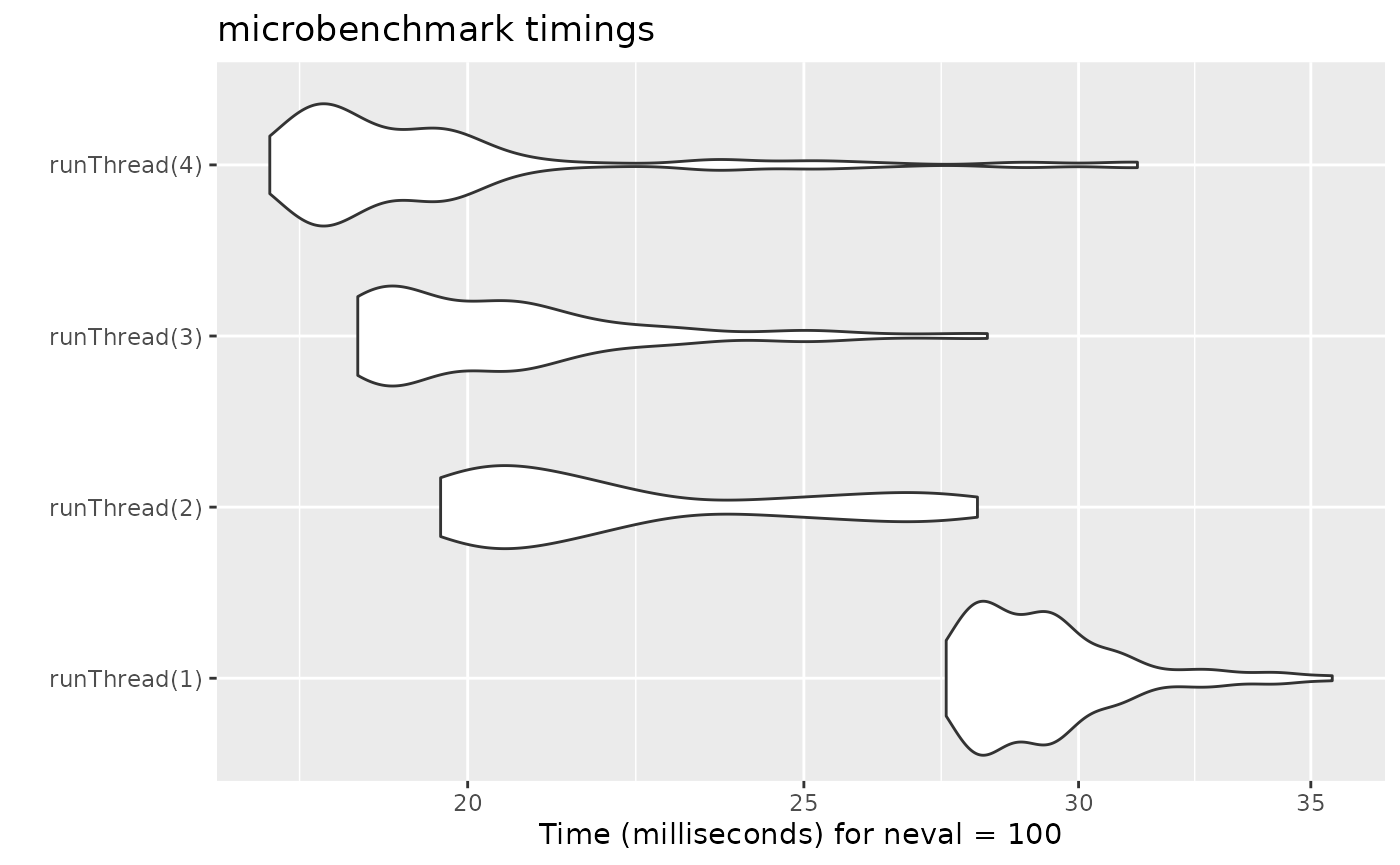 microbenchmark timings
runThread(4)
runThread(3)
runThread(2)
runThread(1)
20 25 30 35
Time (milliseconds) for neval = 100